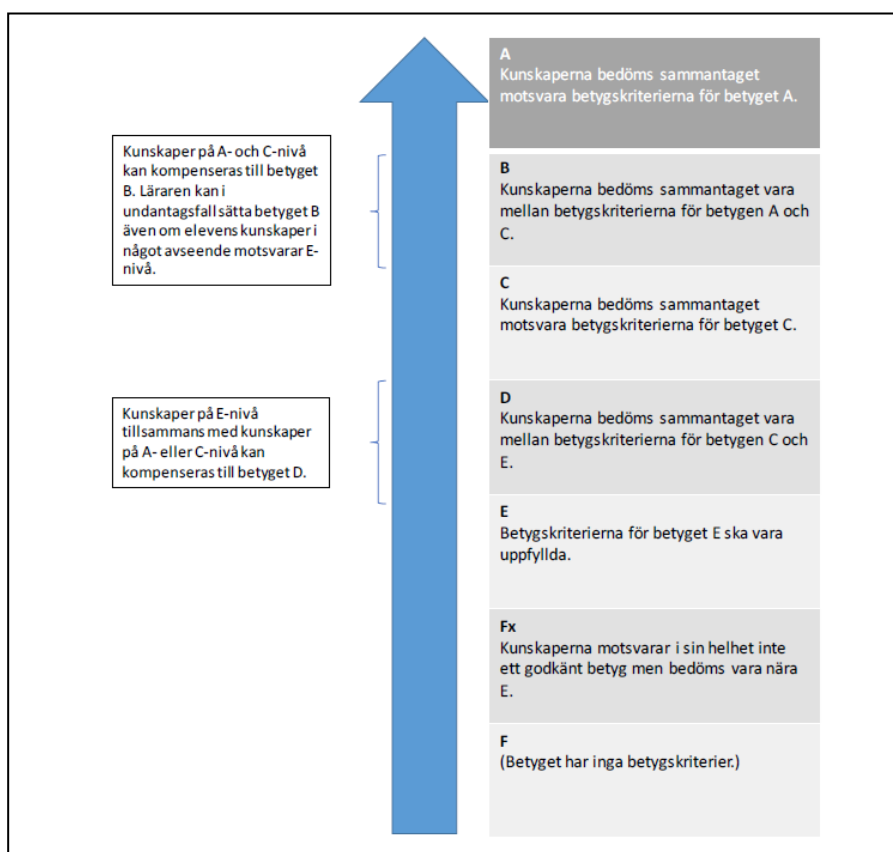 A
Kunskaperna bedöms sammantaget
motsvara betygskriterierna för betyget A.
Kunskaper på A- och C-nivå
kan kompenseras till betyget
B. Läraren kan i
undantagsfall sätta betyget B
även om elevens kunskaper i
något avseende motsvarar E-
nivå.
B
Kunskaperna bedöms sammantaget vara
mellan betygskriterierna för betygen A och
C.
C
Kunskaperna bedöms sammantaget
motsvara betygskriterierna för betyget C.
Kunskaper på E-nivå
tillsammans med kunskaper
på A- eller C-nivå kan
kompenseras till betyget D.
D
Kunskaperna bedöms sammantaget vara
mellan betygskriterierna för betygen C och
E.
E
Betygskriterierna för betyget E ska vara
uppfyllda.
Fx
Kunskaperna motsvarar i sin helhet inte
ett godkänt betyg men bedöms vara nära
E.
F
(Betyget har inga betygskriterier.)